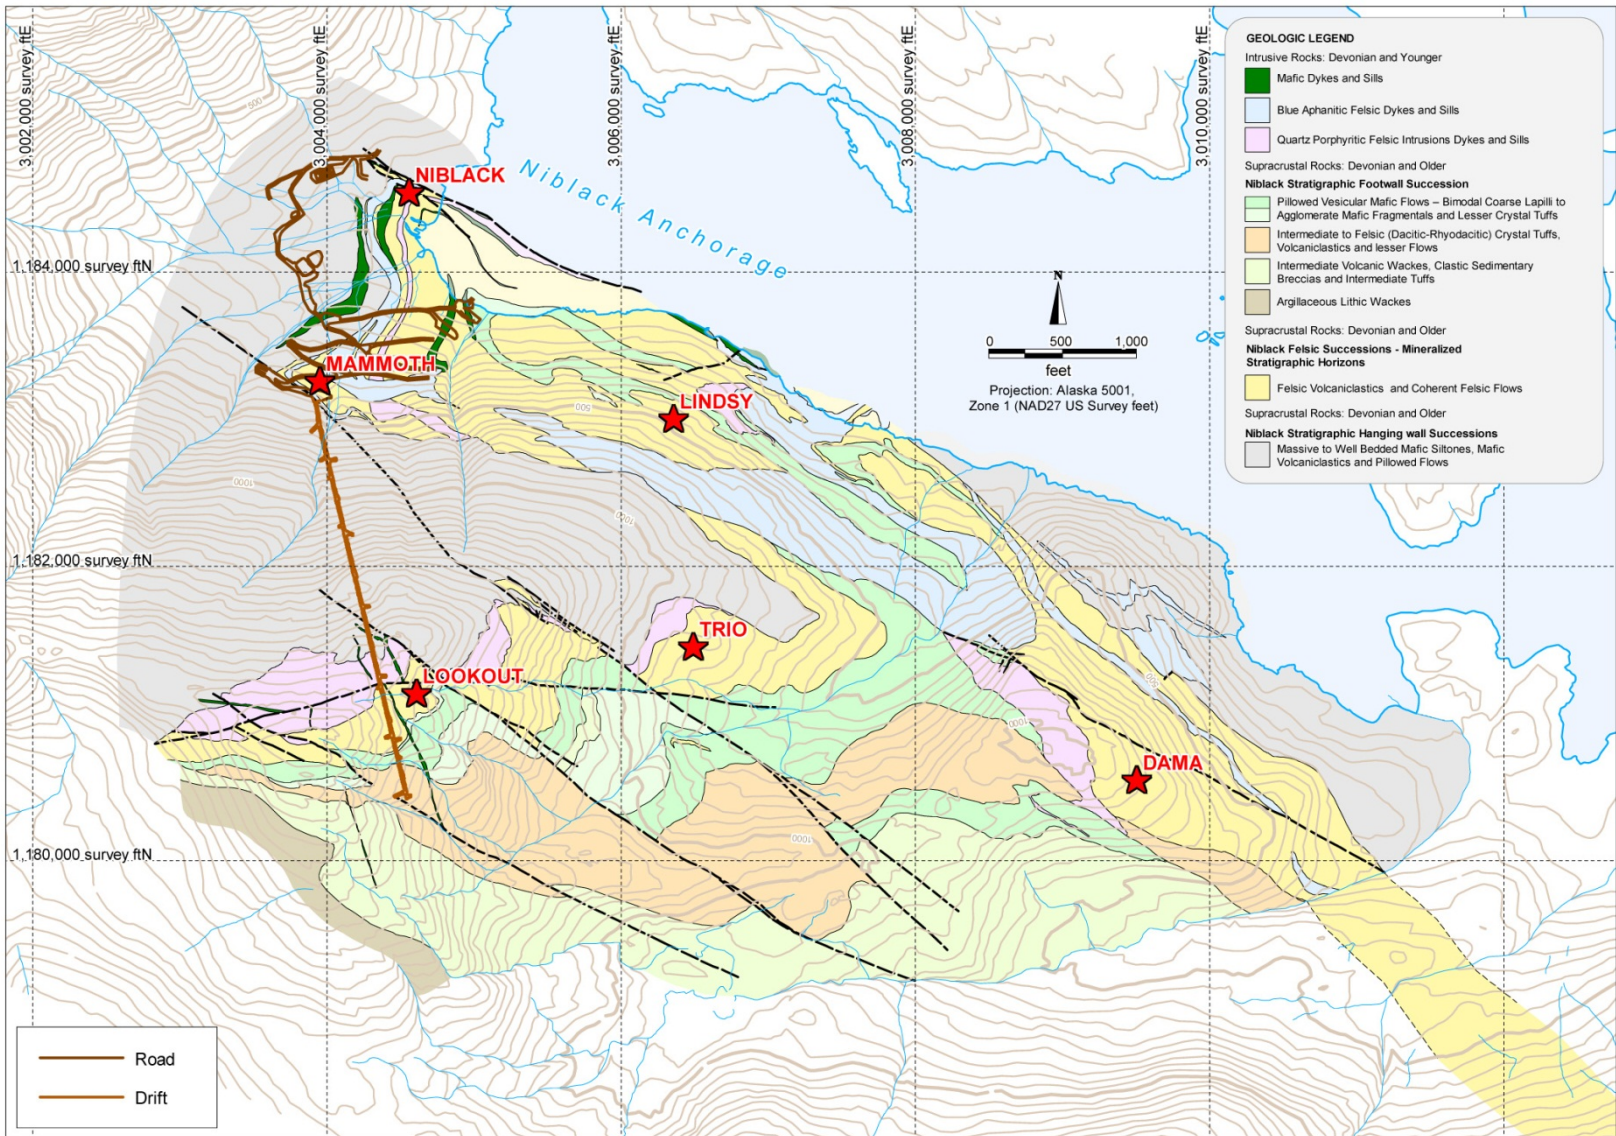 3,002,000 survey ftE
3,004,000 survey ftE
3,006,000 survey ftE
3,008,000 survey ftE
3,010,000 survey ftE
1,184,000 survey ftN
1,182,000 survey ftN
1,180,000 survey ftN
500
NIBLACK
Niblack Anchorage
MAMMOTH
LINDSY
500
1000
1000
TRIO
LOOKOUT
500
1000
DAMA
1000
N
0 500 1,000
feet
Projection: Alaska 5001,
Zone 1 (NAD27 US Survey feet)
GEOLOGIC LEGEND
Intrusive Rocks: Devonian and Younger
Mafic Dykes and Sills
Blue Aphanitic Felsic Dykes and Sills
Quartz Porphyritic Felsic Intrusions Dykes and Sills
Supracrustal Rocks: Devonian and Older
Niblack Stratigraphic Footwall Succession
Pillowed Vesicular Mafic Flows – Bimodal Coarse Lapilli to
Agglomerate Mafic Fragmentals and Lesser Crystal Tuffs
Intermediate to Felsic (Dacitic-Rhyodacitic) Crystal Tuffs,
Volcaniclastics and lesser Flows
Intermediate Volcanic Wackes, Clastic Sedimentary
Breccias and Intermediate Tuffs
Argillaceous Lithic Wackes
Supracrustal Rocks: Devonian and Older
Niblack Felsic Successions - Mineralized
Stratigraphic Horizons
Felsic Volcaniclastics and Coherent Felsic Flows
Supracrustal Rocks: Devonian and Older
Niblack Stratigraphic Hanging wall Successions
Massive to Well Bedded Mafic Siltones, Mafic
Volcaniclastics and Pillowed Flows
Road
Drift